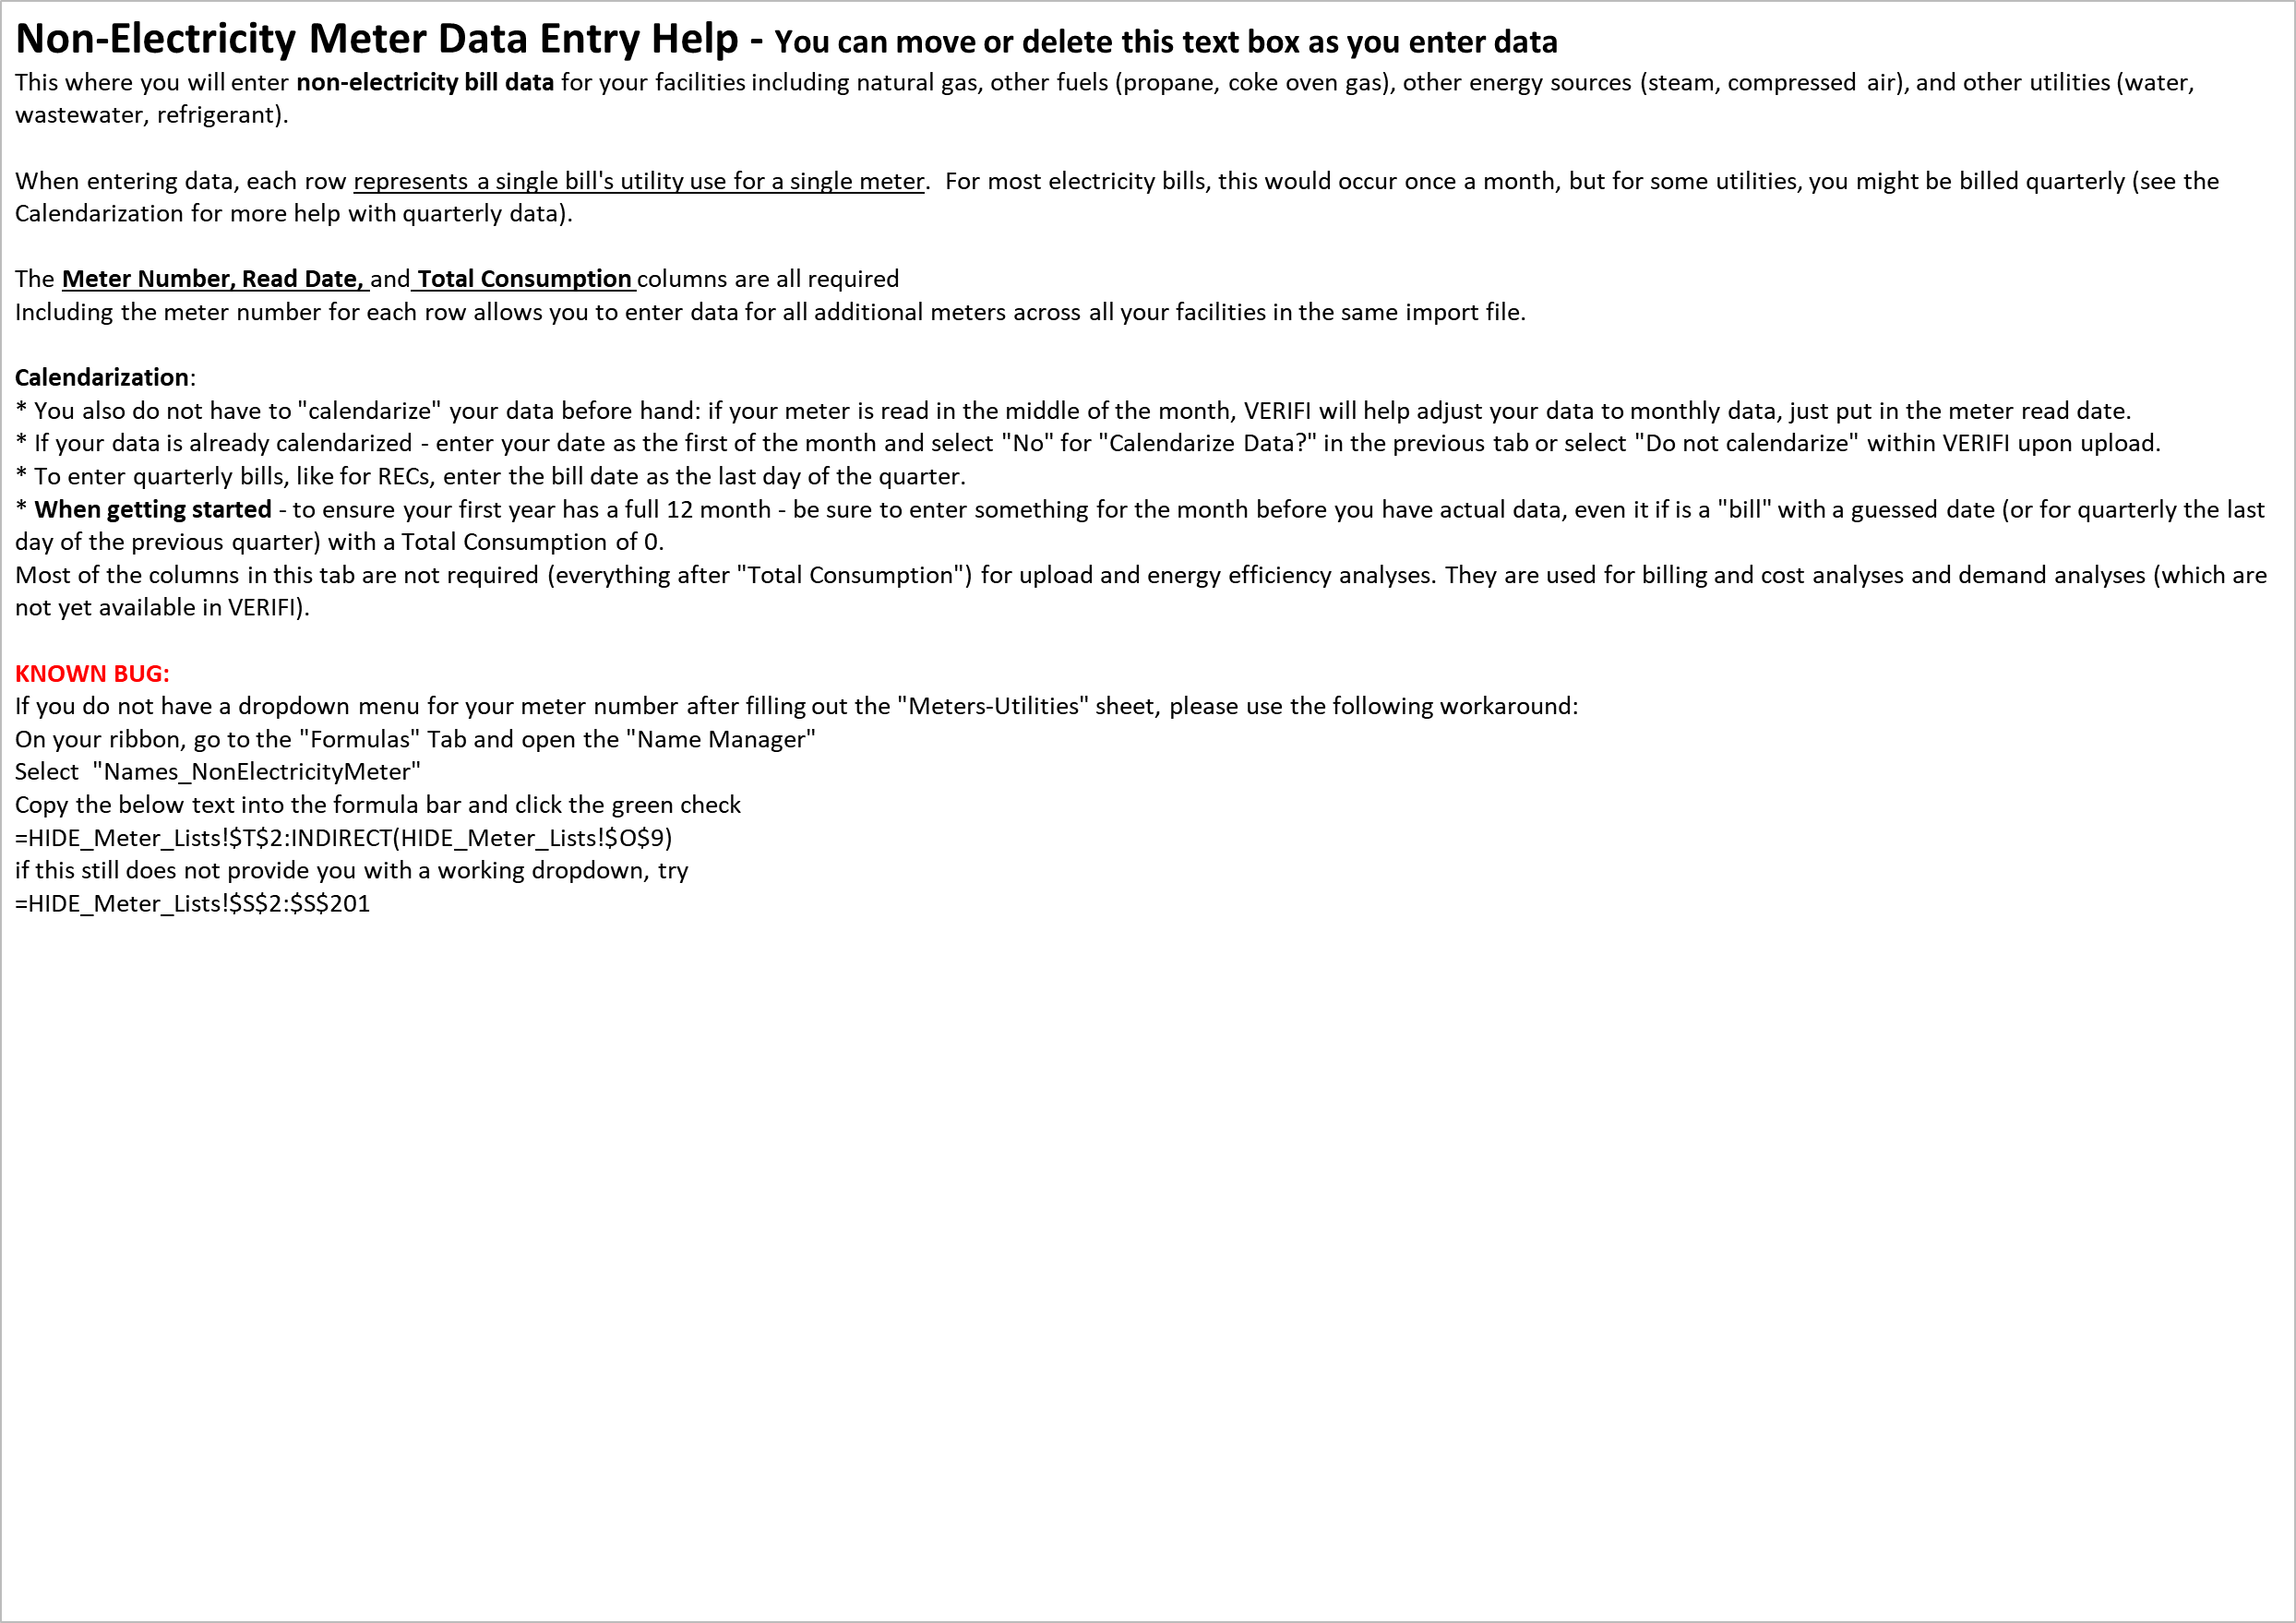 Non-Electricity Meter Data Entry Help - You can move or delete this text box as you enter data
This where you will enter non-electricity bill data for your facilities including natural gas, other fuels (propane, coke oven gas), other energy sources (steam, compressed air), and other utilities (water,
wastewater, refrigerant).
When entering data, each row represents a single bill's utility use for a single meter.  For most electricity bills, this would occur once a month, but for some utilities, you might be billed quarterly (see the
Calendarization for more help with quarterly data).
The Meter Number, Read Date, and Total Consumption columns are all required
Including the meter number for each row allows you to enter data for all additional meters across all your facilities in the same import file.
Calendarization:
* You also do not have to "calendarize" your data before hand: if your meter is read in the middle of the month, VERIFI will help adjust your data to monthly data, just put in the meter read date.
* If your data is already calendarized - enter your date as the first of the month and select "No" for "Calendarize Data?" in the previous tab or select "Do not calendarize" within VERIFI upon upload.
* To enter quarterly bills, like for RECs, enter the bill date as the last day of the quarter.
* When getting started - to ensure your first year has a full 12 month - be sure to enter something for the month before you have actual data, even it if is a "bill" with a guessed date (or for quarterly the last
day of the previous quarter) with a Total Consumption of 0.
Most of the columns in this tab are not required (everything after "Total Consumption") for upload and energy efficiency analyses. They are used for billing and cost analyses and demand analyses (which are
not yet available in VERIFI).
KNOWN BUG:
If you do not have a dropdown menu for your meter number after filling out the "Meters-Utilities" sheet, please use the following workaround:
On your ribbon, go to the "Formulas" Tab and open the "Name Manager"
Select  "Names_NonElectricityMeter"
Copy the below text into the formula bar and click the green check
=HIDE_Meter_Lists!$T$2:INDIRECT(HIDE_Meter_Lists!$O$9)
if this still does not provide you with a working dropdown, try
=HIDE_Meter_Lists!$S$2:$S$201